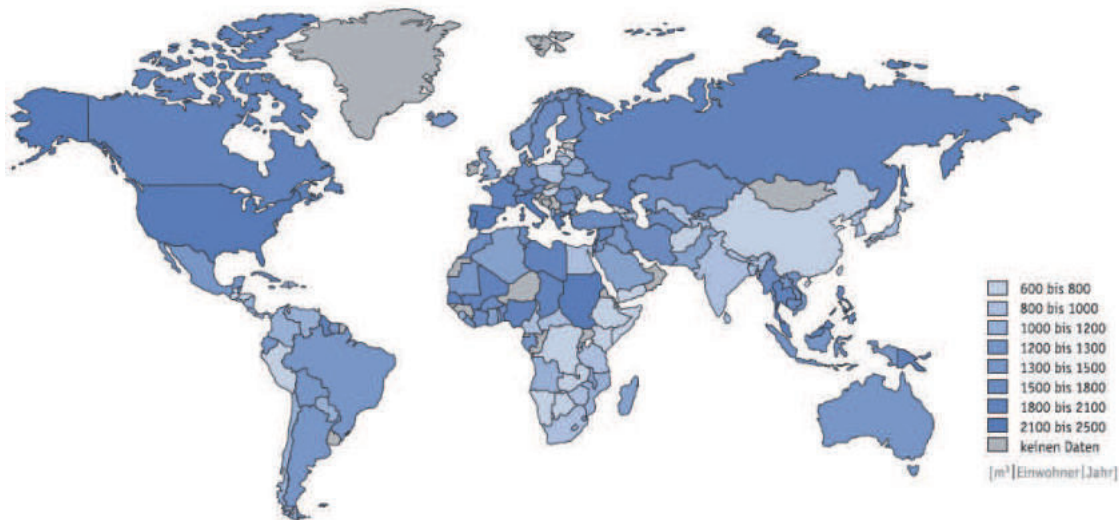 600 bis 800
800 bis 1000
1000 bis 1200
1200 bis 1300
1300 bis 1500
1500 bis 1800
1800 bis 2100
2100 bis 2500
keinen Daten
[m³|Einwohner|Jahr]